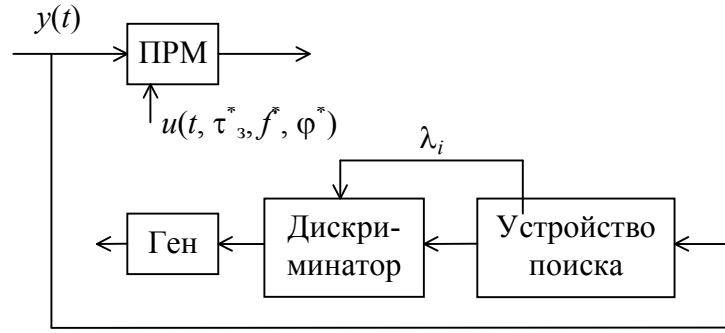 y(t)
ПРМ
u(t, τ*з, f*, φ*)
λi
Ген
Дискри-
минатор
Устройство
поиска